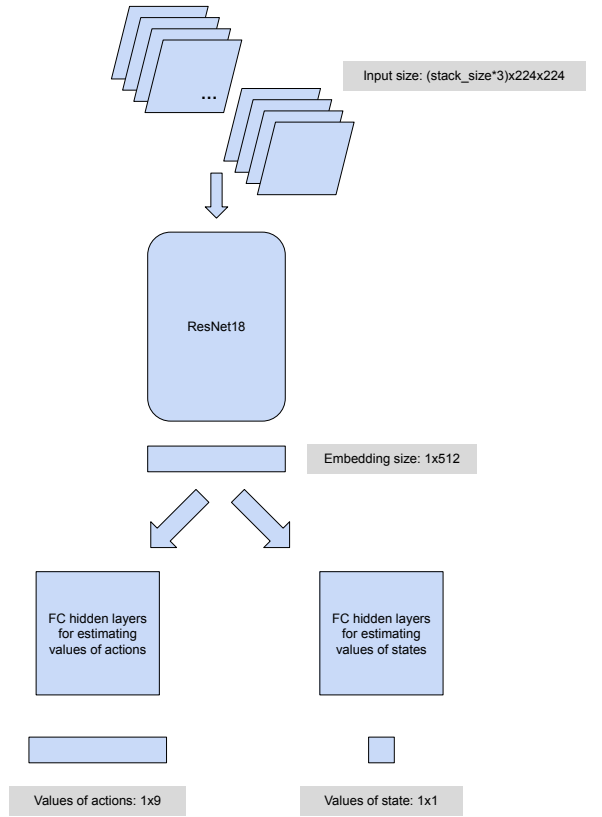 Input size: (stack_size*3)x224x224
...
ResNet18
Embedding size: 1x512
FC hidden layers
for estimating
values of actions
FC hidden layers
for estimating
values of states
Values of actions: 1x9
Values of state: 1x1